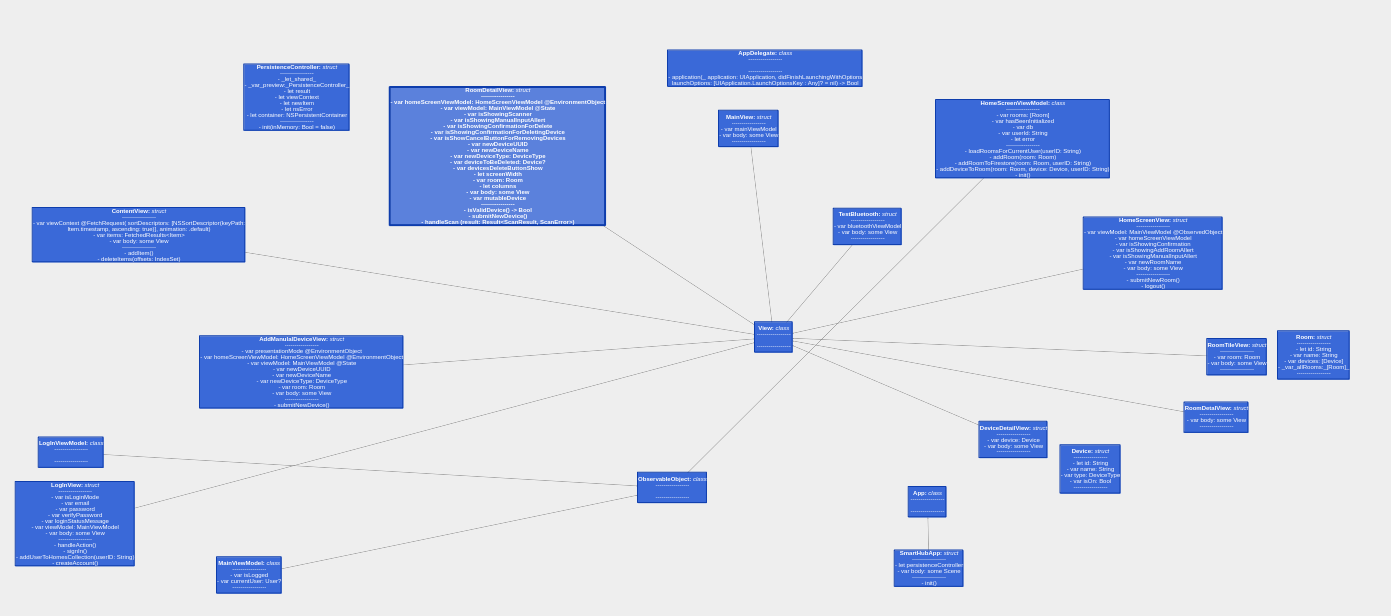 PersistenceController: struct
-----------------
- _let_shared_
- _var_preview:_PersistenceController_
- let result
- let viewContext
- let newItem
- let nsError
- let container: NSPersistentContainer
-----------------
- init(inMemory: Bool = false)
RoomDetailView: struct
-----------------
- var homeScreenViewModel: HomeScreenViewModel @EnvironmentObject
- var viewModel: MainViewModel @State
- var isShowingScanner
- var isShowingManualInputAllert
- var isShowingConfirmationForDelete
- var isShowingConfirmationForDeletingDevice
- var isShowCancelButtonForRemovingDevices
- var newDeviceUUID
- var newDeviceName
- var newDeviceType: DeviceType
- var deviceToBeDeleted: Device?
- var devicesDeleteButtonShow
- let screenWidth
- var room: Room
- let columns
- var body: some View
- var mutableDevice
-----------------
- isValidDevice() -> Bool
- submitNewDevice()
- handleScan (result: Result<ScanResult, ScanError>)
AppDelegate: class
-----------------
-----------------
- application(_ application: UIApplication, didFinishLaunchingWithOptions
launchOptions: [UIApplication.LaunchOptionsKey : Any]? = nil) -> Bool
MainView: struct
-----------------
- var mainViewModel
- var body: some View
-----------------
HomeScreenViewModel: class
-----------------
- var rooms: [Room]
- var hasBeenInitialized
- var db
- var userId: String
- let error
-----------------
- loadRoomsForCurrentUser(userID: String)
- addRoom(room: Room)
- addRoomToFirestore(room: Room, userID: String)
- addDeviceToRoom(room: Room, device: Device, userID: String)
- init()
ContentView: struct
-----------------
- var viewContext @FetchRequest( sortDescriptors: [NSSortDescriptor(keyPath:
Item.timestamp, ascending: true)], animation: .default)
- var items: FetchedResults<Item>
- var body: some View
-----------------
- addItem()
- deleteItems(offsets: IndexSet)
TextBluetooth: struct
-----------------
- var bluetoothViewModel
- var body: some View
-----------------
HomeScreenView: struct
-----------------
- var viewModel: MainViewModel @ObservedObject
- var homeScreenViewModel
- var isShowingConfirmation
- var isShowingAddRoomAllert
- var isShowingManualInputAllert
- var newRoomName
- var body: some View
-----------------
- submitNewRoom()
- logout()
View: class
-----------------
-----------------
AddManulalDeviceView: struct
-----------------
- var presentationMode @EnvironmentObject
- var homeScreenViewModel: HomeScreenViewModel @EnvironmentObject
- var viewModel: MainViewModel @State
- var newDeviceUUID
- var newDeviceName
- var newDeviceType: DeviceType
- var room: Room
- var body: some View
-----------------
- submitNewDevice()
RoomTileView: struct
-----------------
- var room: Room
- var body: some View
-----------------
Room: struct
-----------------
- let id: String
- var name: String
- var devices: [Device]
- _var_allRooms:_[Room]_
-----------------
RoomDetalView: struct
-----------------
- var body: some View
-----------------
DeviceDetailView: struct
-----------------
- var device: Device
- var body: some View
-----------------
Device: struct
-----------------
- let id: String
- var name: String
- var type: DeviceType
- var isOn: Bool
-----------------
LogInViewModel: class
-----------------
-----------------
ObservableObject: class
-----------------
-----------------
LogInView: struct
-----------------
- var isLoginMode
- var email
- var password
- var verifyPassword
- var loginStatusMessage
- var viewModel: MainViewModel
- var body: some View
-----------------
- handleAction()
- signIn()
- addUserToHomesCollection(userID: String)
- createAccount()
App: class
-----------------
-----------------
MainViewModel: class
-----------------
- var isLogged
- var currentUser: User?
-----------------
SmartHubApp: struct
-----------------
- let persistenceController
- var body: some Scene
-----------------
- init()